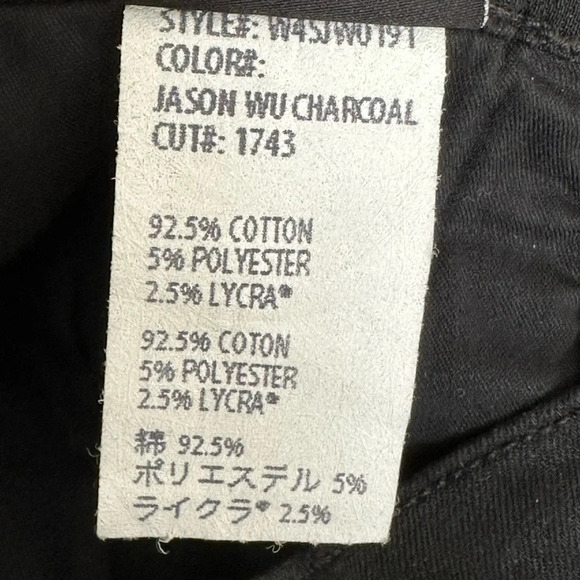 STYLE#: W4SJW0191
COLOR#:
JASON WU CHARCOAL
CUT#: 1743
92.5% COTTON
5% POLYESTER
2.5% LYCRA®
92.5% COTON
5% POLYESTER
2.5% LYCRA®
綿 92.5%
ポリエステル 5%
ライクラ® 2.5%